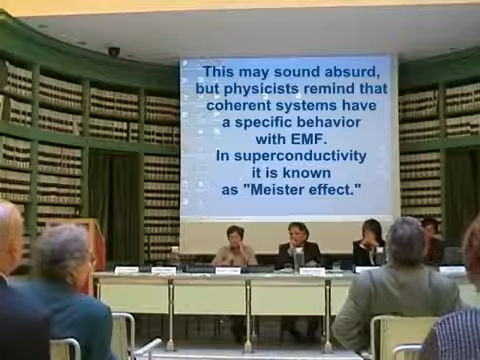 This may sound absurd,
but physicists remind that
coherent systems have
a specific behavior
with EMF.
In superconductivity
it is known
as "Meister effect."